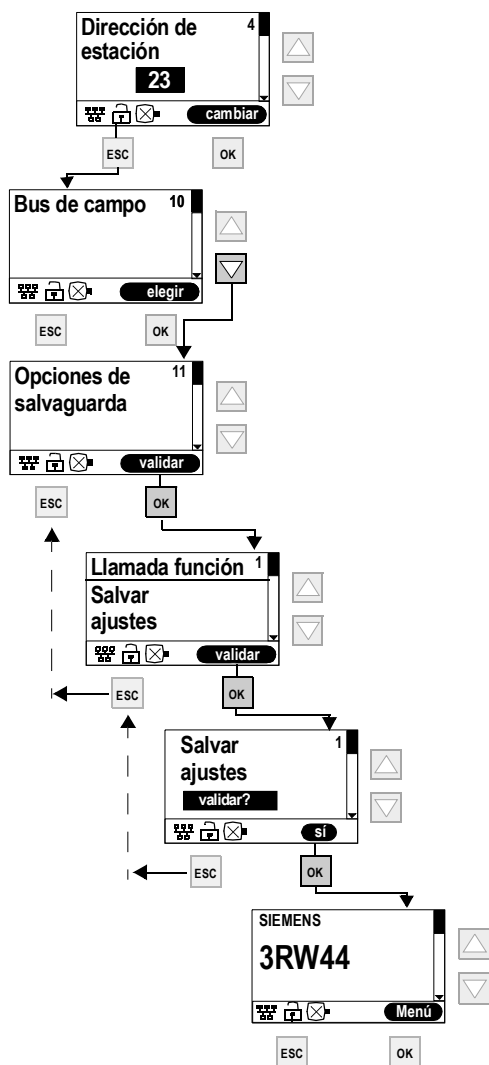 Dirección de 4
estación
23
cambiar
ESC OK
Bus de campo 10
elegir
ESC OK
Opciones de 11
salvaguarda
validar
ESC OK
Llamada función 1
Salvar
ajustes
validar
ESC OK
Salvar 1
ajustes
validar?
sí
ESC OK
SIEMENS
3RW44
Menú
ESC OK